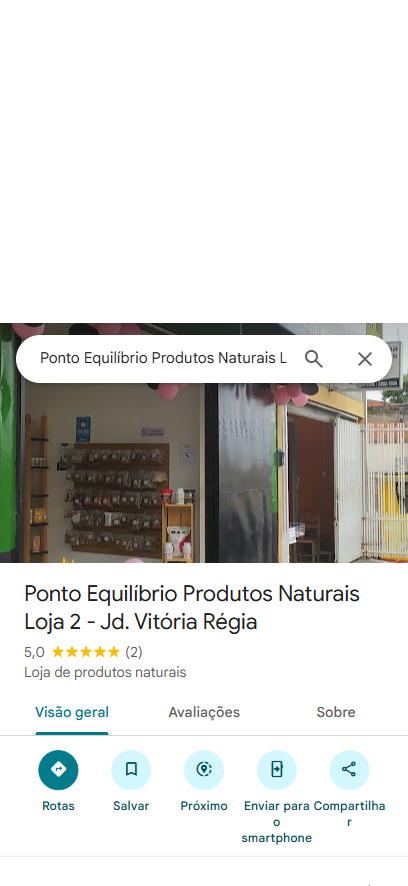 Ponto Equilíbrio Produtos Naturais L
Ponto Equilíbrio Produtos Naturais
Loja 2 - Jd. Vitória Régia
5,0 (2)
Loja de produtos naturais
Visão geral
Avaliações
Sobre
Rotas
Salvar
Próximo
Enviar para
o
smartphone
Compartilha
r